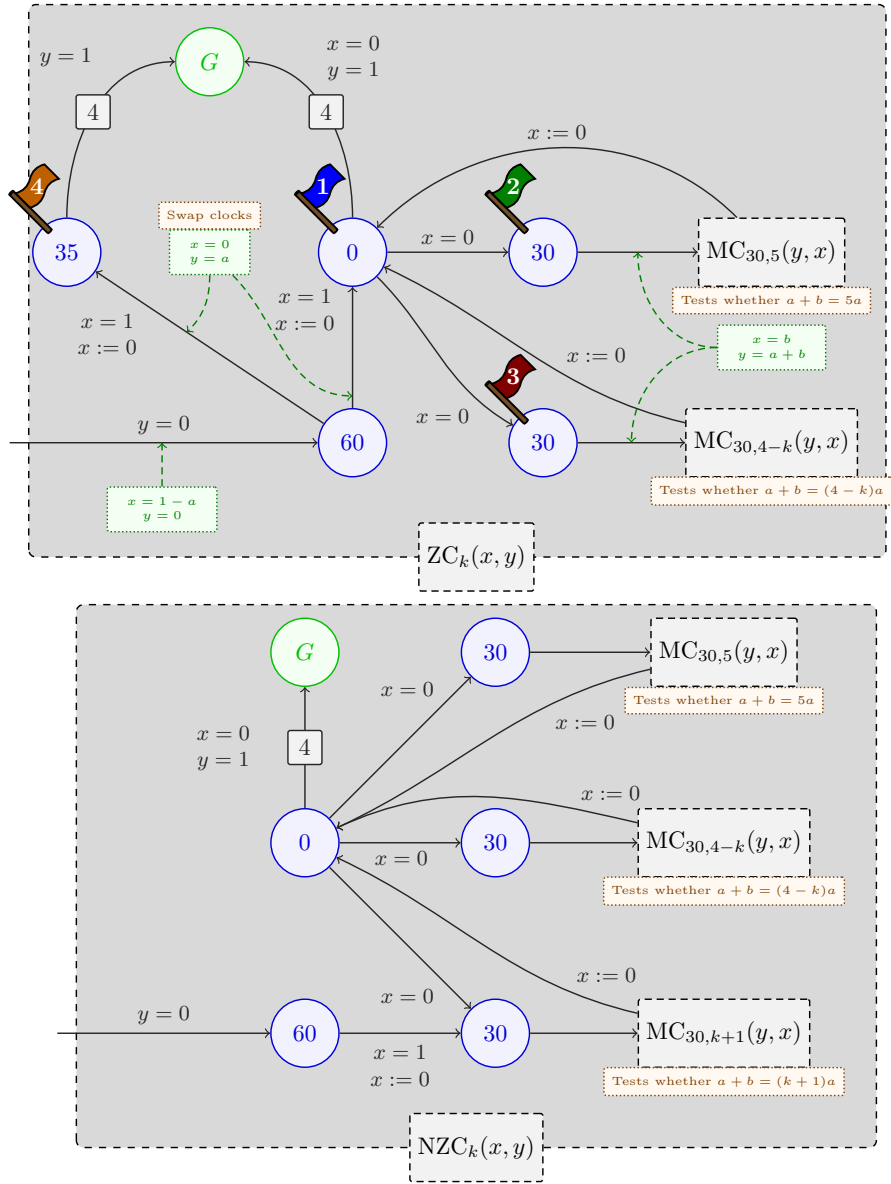 G
x = 0
y = 1
y = 1
4
4
4
1
2
x := 0
Swap clocks
x = 0
y = a
35
0
x = 0
30
MC₃₀,₅(y, x)
Tests whether a + b = 5a
x = 1
x := 0
x = 1
x := 0
x = b
y = a + b
x := 0
3
y = 0
60
x = 0
30
MC₃₀,₄₋ₖ(y, x)
Tests whether a + b = (4 − k)a
x = 1 − a
y = 0
ZCₖ(x, y)
G
30
MC₃₀,₅(y, x)
Tests whether a + b = 5a
x = 0
x = 0
y = 1
4
x := 0
x := 0
0
x = 0
30
MC₃₀,₄₋ₖ(y, x)
Tests whether a + b = (4 − k)a
x := 0
x = 0
y = 0
60
x = 1
x := 0
30
MC₃₀,ₖ₊₁(y, x)
Tests whether a + b = (k + 1)a
NZCₖ(x, y)